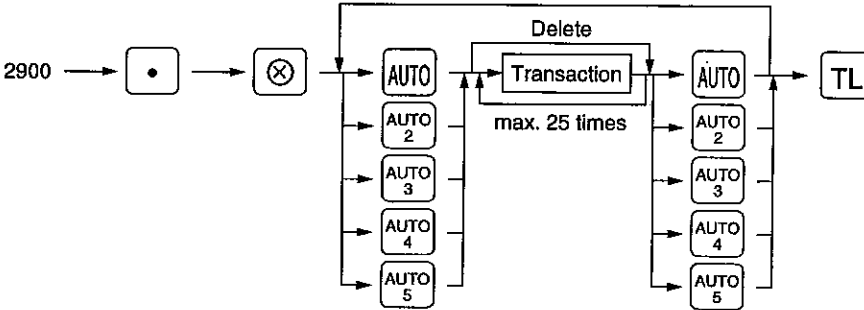 Delete
2900 • ⊗ AUTO Transaction AUTO TL
max. 25 times
AUTO 2 AUTO 2
AUTO 3 AUTO 3
AUTO 4 AUTO 4
AUTO 5 AUTO 5